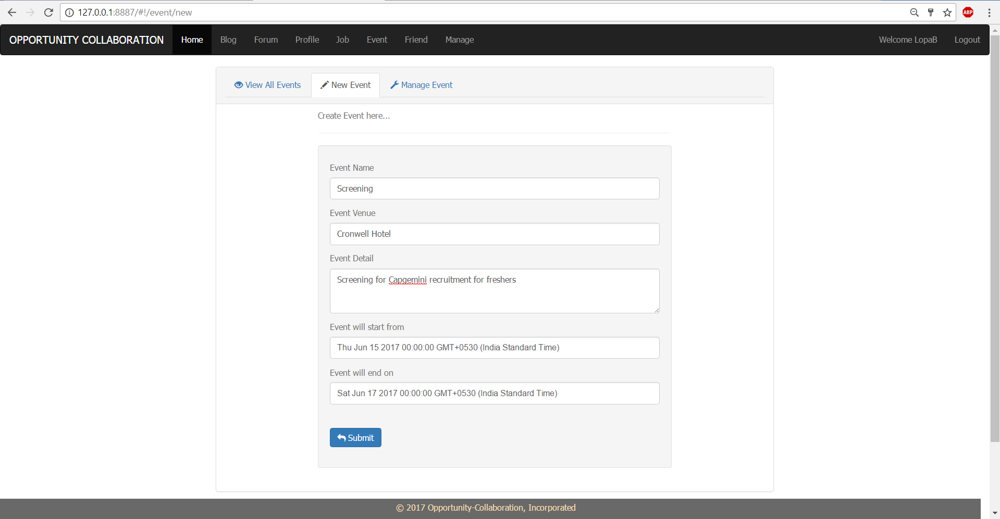 127.0.0.1:8887/#!/event/new
ABP
OPPORTUNITY COLLABORATION Home Blog Forum Profile Job Event Friend Manage Welcome LopaB Logout
View All Events New Event Manage Event
Create Event here...
Event Name
Screening
Event Venue
Cronwell Hotel
Event Detail
Screening for Capgemini recruitment for freshers
Event will start from
Thu Jun 15 2017 00:00:00 GMT+0530 (India Standard Time)
Event will end on
Sat Jun 17 2017 00:00:00 GMT+0530 (India Standard Time)
Submit
© 2017 Opportunity-Collaboration, Incorporated